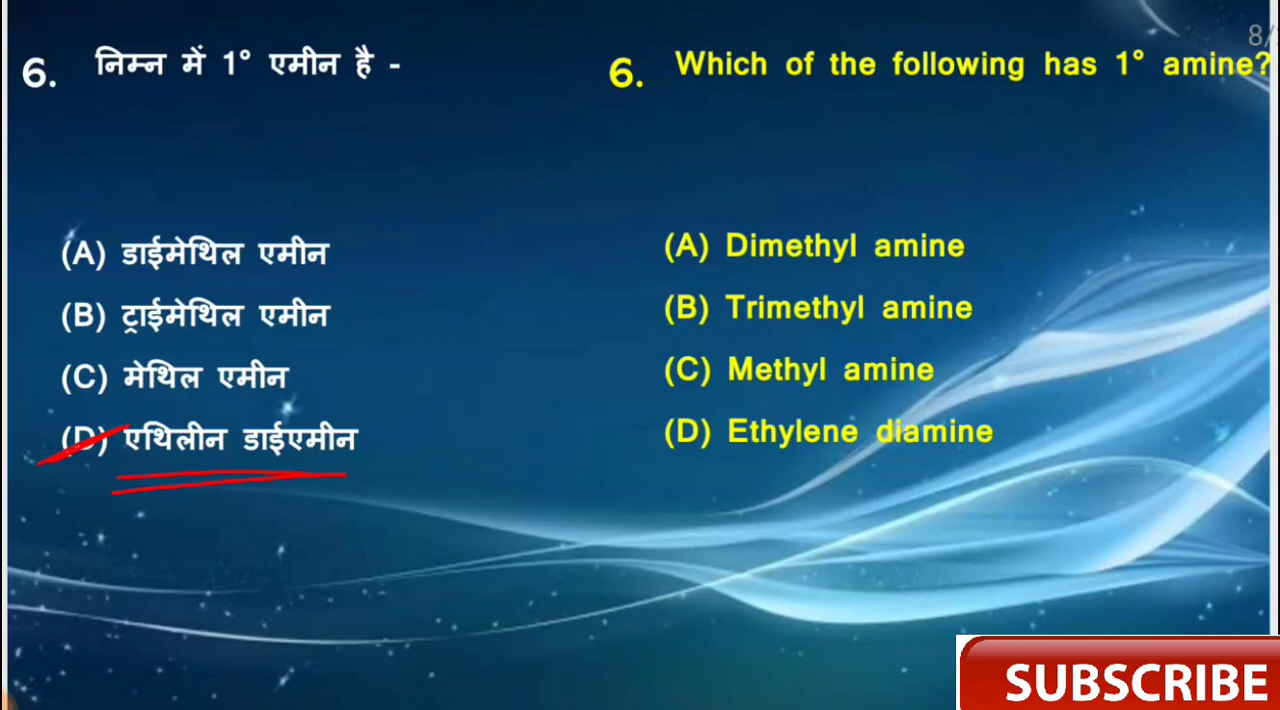 6. निम्न में 1° एमीन है -
(A) डाईमेथिल एमीन
(B) ट्राईमेथिल एमीन
(C) मेथिल एमीन
(D) एथिलीन डाईएमीन
8/
6. Which of the following has 1° amine?
(A) Dimethyl amine
(B) Trimethyl amine
(C) Methyl amine
(D) Ethylene diamine
SUBSCRIBE